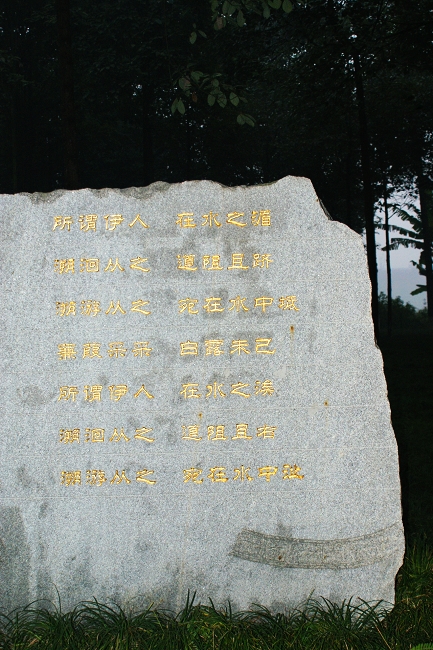 所谓伊人 在水之湄
溯洄从之 道阻且跻
溯游从之 宛在水中坻
蒹葭采采 白露未已
所谓伊人 在水之涘
溯洄从之 道阻且右
溯游从之 宛在水中沚